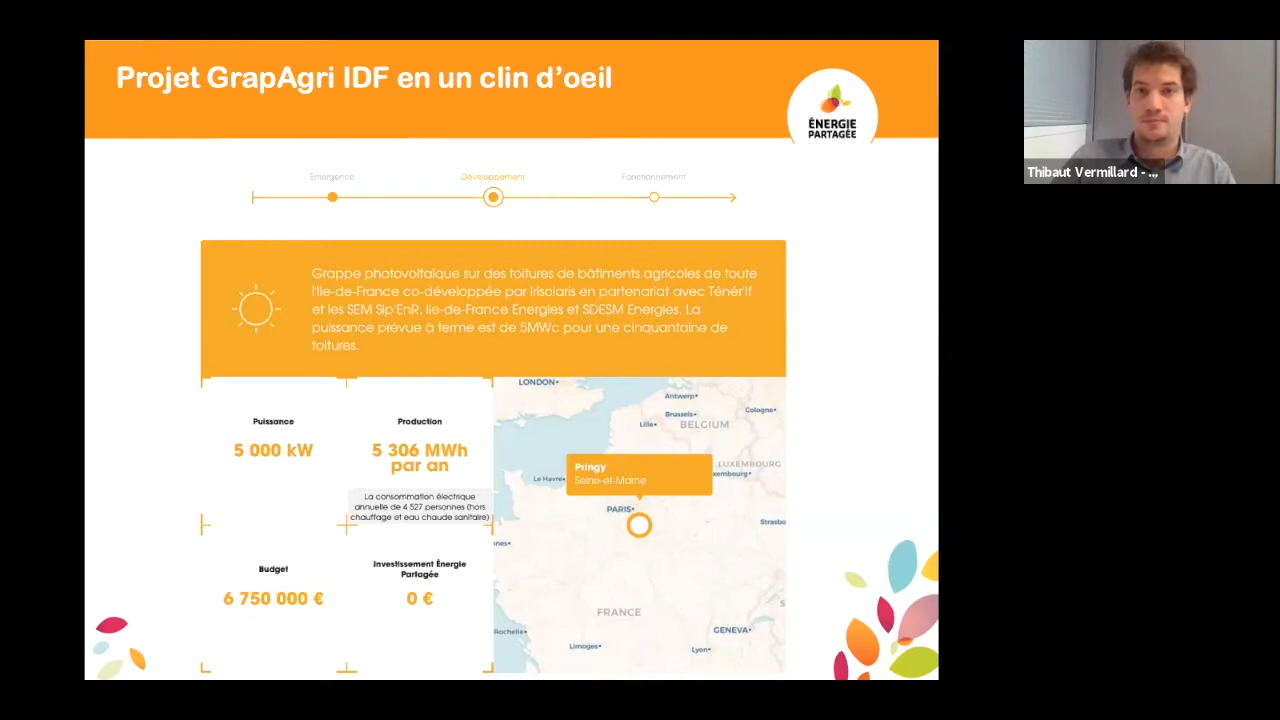 Projet GrapAgri IDF en un clin d'oeil
ÉNERGIE
PARTAGÉE
Thibaut Vermillard - ...
Emergence
Développement
Fonctionnement
Grappe photovoltaïque sur des toitures de bâtiments agricoles de toute
l'Ile-de-France co-développée par Irisolaris en partenariat avec Ténér'if
et les SEM Sip'EnR, Ile-de-France Energies et SDESM Energies. La
puissance prévue à terme est de 5MWc pour une cinquantaine de
toitures.
Puissance
5 000 kW
Production
5 306 MWh
par an
La consommation électrique
annuelle de 4 527 personnes (hors
chauffage et eau chaude sanitaire)
Budget
6 750 000 €
Investissement Énergie
Partagée
0 €
LONDON
Antwerp
Brussels
Cologne
Lille
BELGIUM
LUXEMBOURG
xembourg
Le Havre
Pringy
Seine-et-Marne
PARIS
Strasbo
nnes
FRANCE
S
Rochelle
GENEVA
Limoges
Lyon